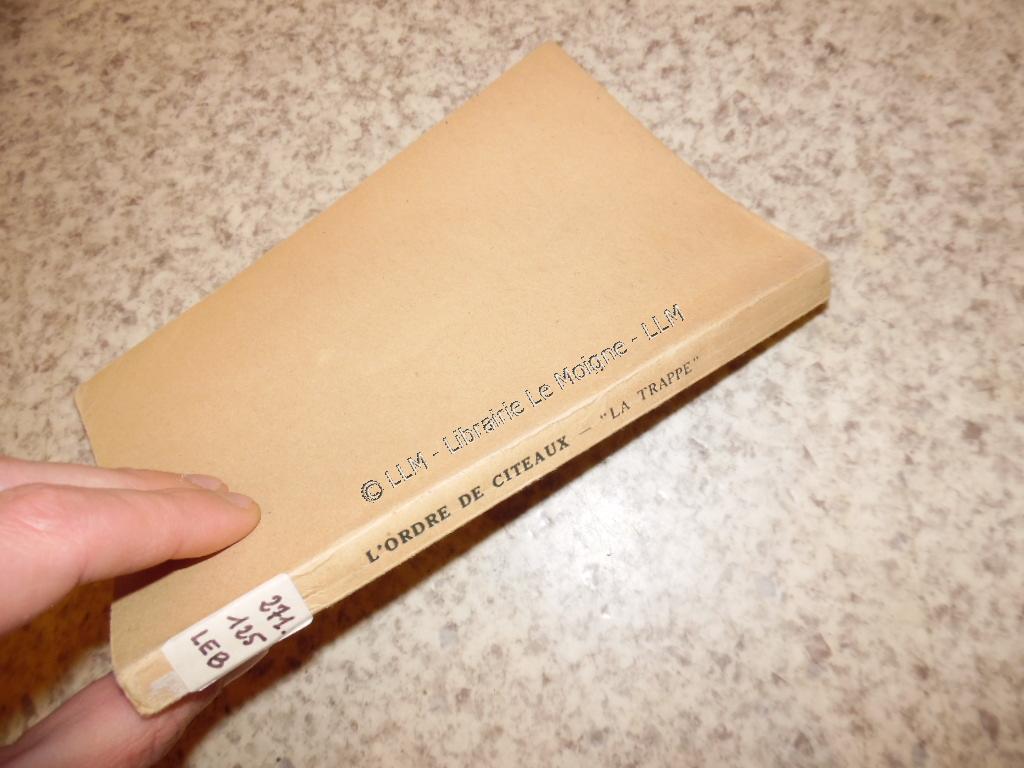 © LLM - Librairie Le Moigne - LLM
L'ORDRE DE CITEAUX — "LA TRAPPE"
271.
125
LEB